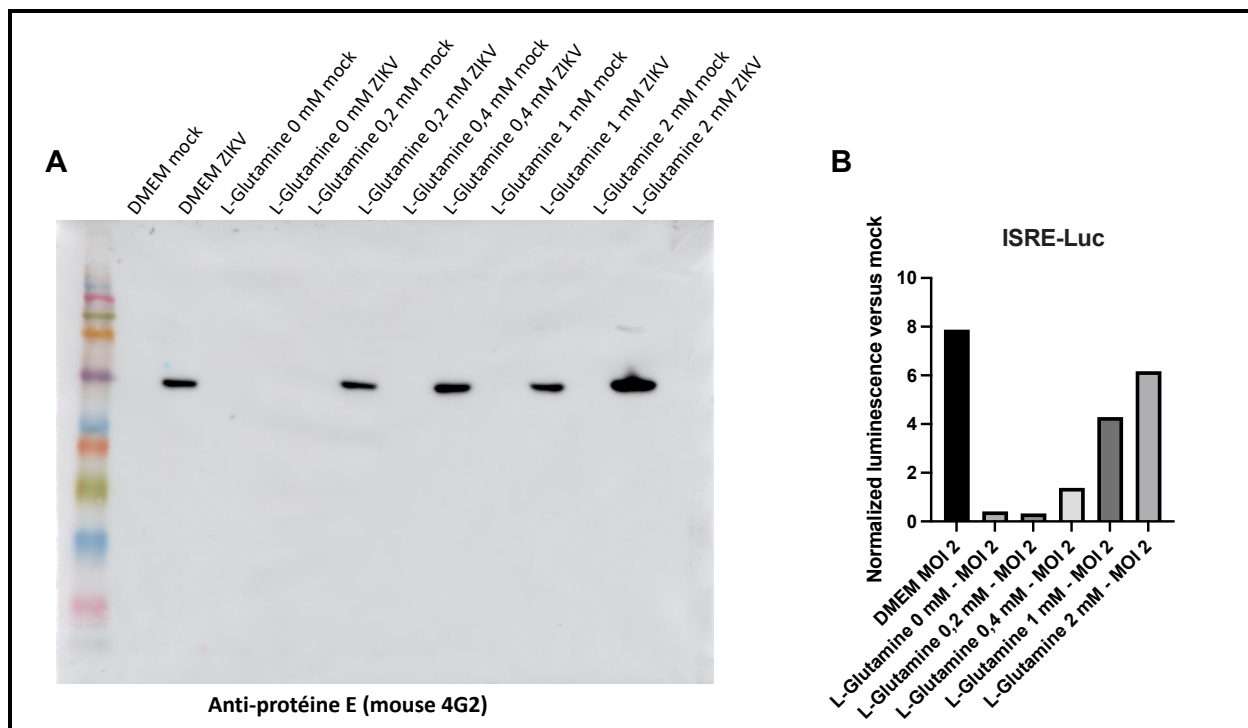 A
DMEM mock
DMEM ZIKV
L-Glutamine 0 mM mock
L-Glutamine 0 mM ZIKV
L-Glutamine 0,2 mM mock
L-Glutamine 0,2 mM ZIKV
L-Glutamine 0,4 mM mock
L-Glutamine 0,4 mM ZIKV
L-Glutamine 1 mM mock
L-Glutamine 1 mM ZIKV
L-Glutamine 2 mM mock
L-Glutamine 2 mM ZIKV
Anti-protéine E (mouse 4G2)
B
ISRE-Luc
Normalized luminescence versus mock
10
8
6
4
2
0
DMEM MOI 2
L-Glutamine 0 mM - MOI 2
L-Glutamine 0,2 mM - MOI 2
L-Glutamine 0,4 mM - MOI 2
L-Glutamine 1 mM - MOI 2
L-Glutamine 2 mM - MOI 2